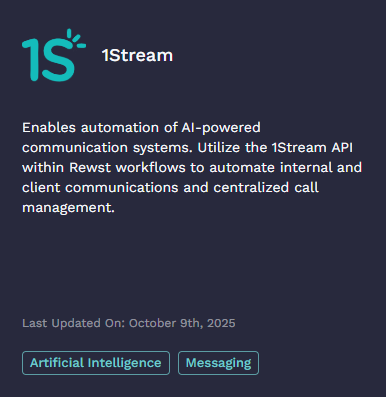 1S
1Stream
Enables automation of AI-powered
communication systems. Utilize the 1Stream API
within Rewst workflows to automate internal and
client communications and centralized call
management.
Last Updated On: October 9th, 2025
Artificial Intelligence
Messaging